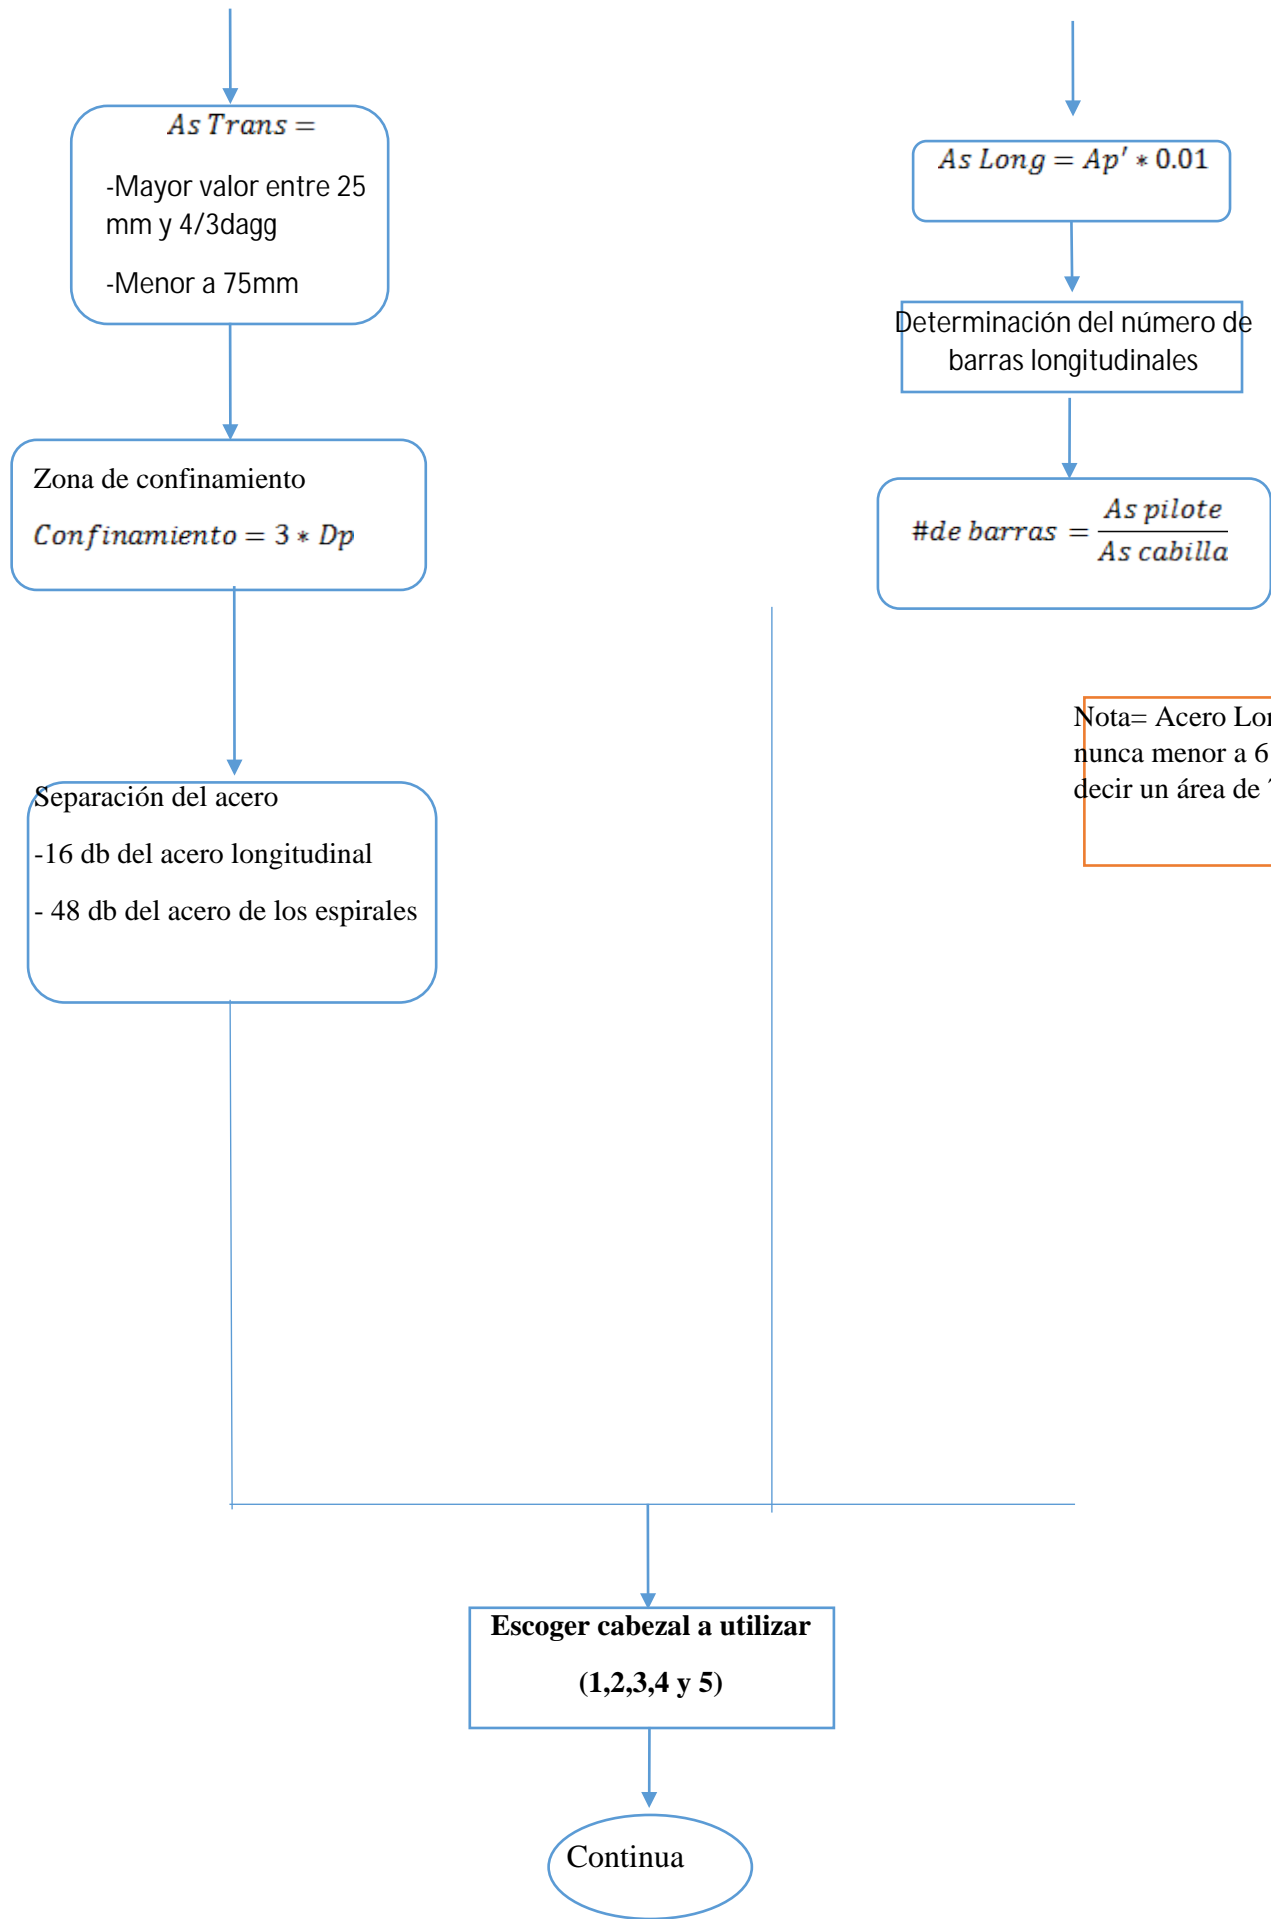 As Trans =
-Mayor valor entre 25
mm y 4/3dagg
-Menor a 75mm
Zona de confinamiento
Confinamiento = 3 * Dp
Separación del acero
-16 db del acero longitudinal
- 48 db del acero de los espirales
As Long = Ap' * 0.01
Determinación del número de
barras longitudinales
#de barras = As pilote / As cabilla
Nota= Acero
nunca menor a 6
decir un área de
Escoger cabezal a utilizar
(1,2,3,4 y 5)
Continua